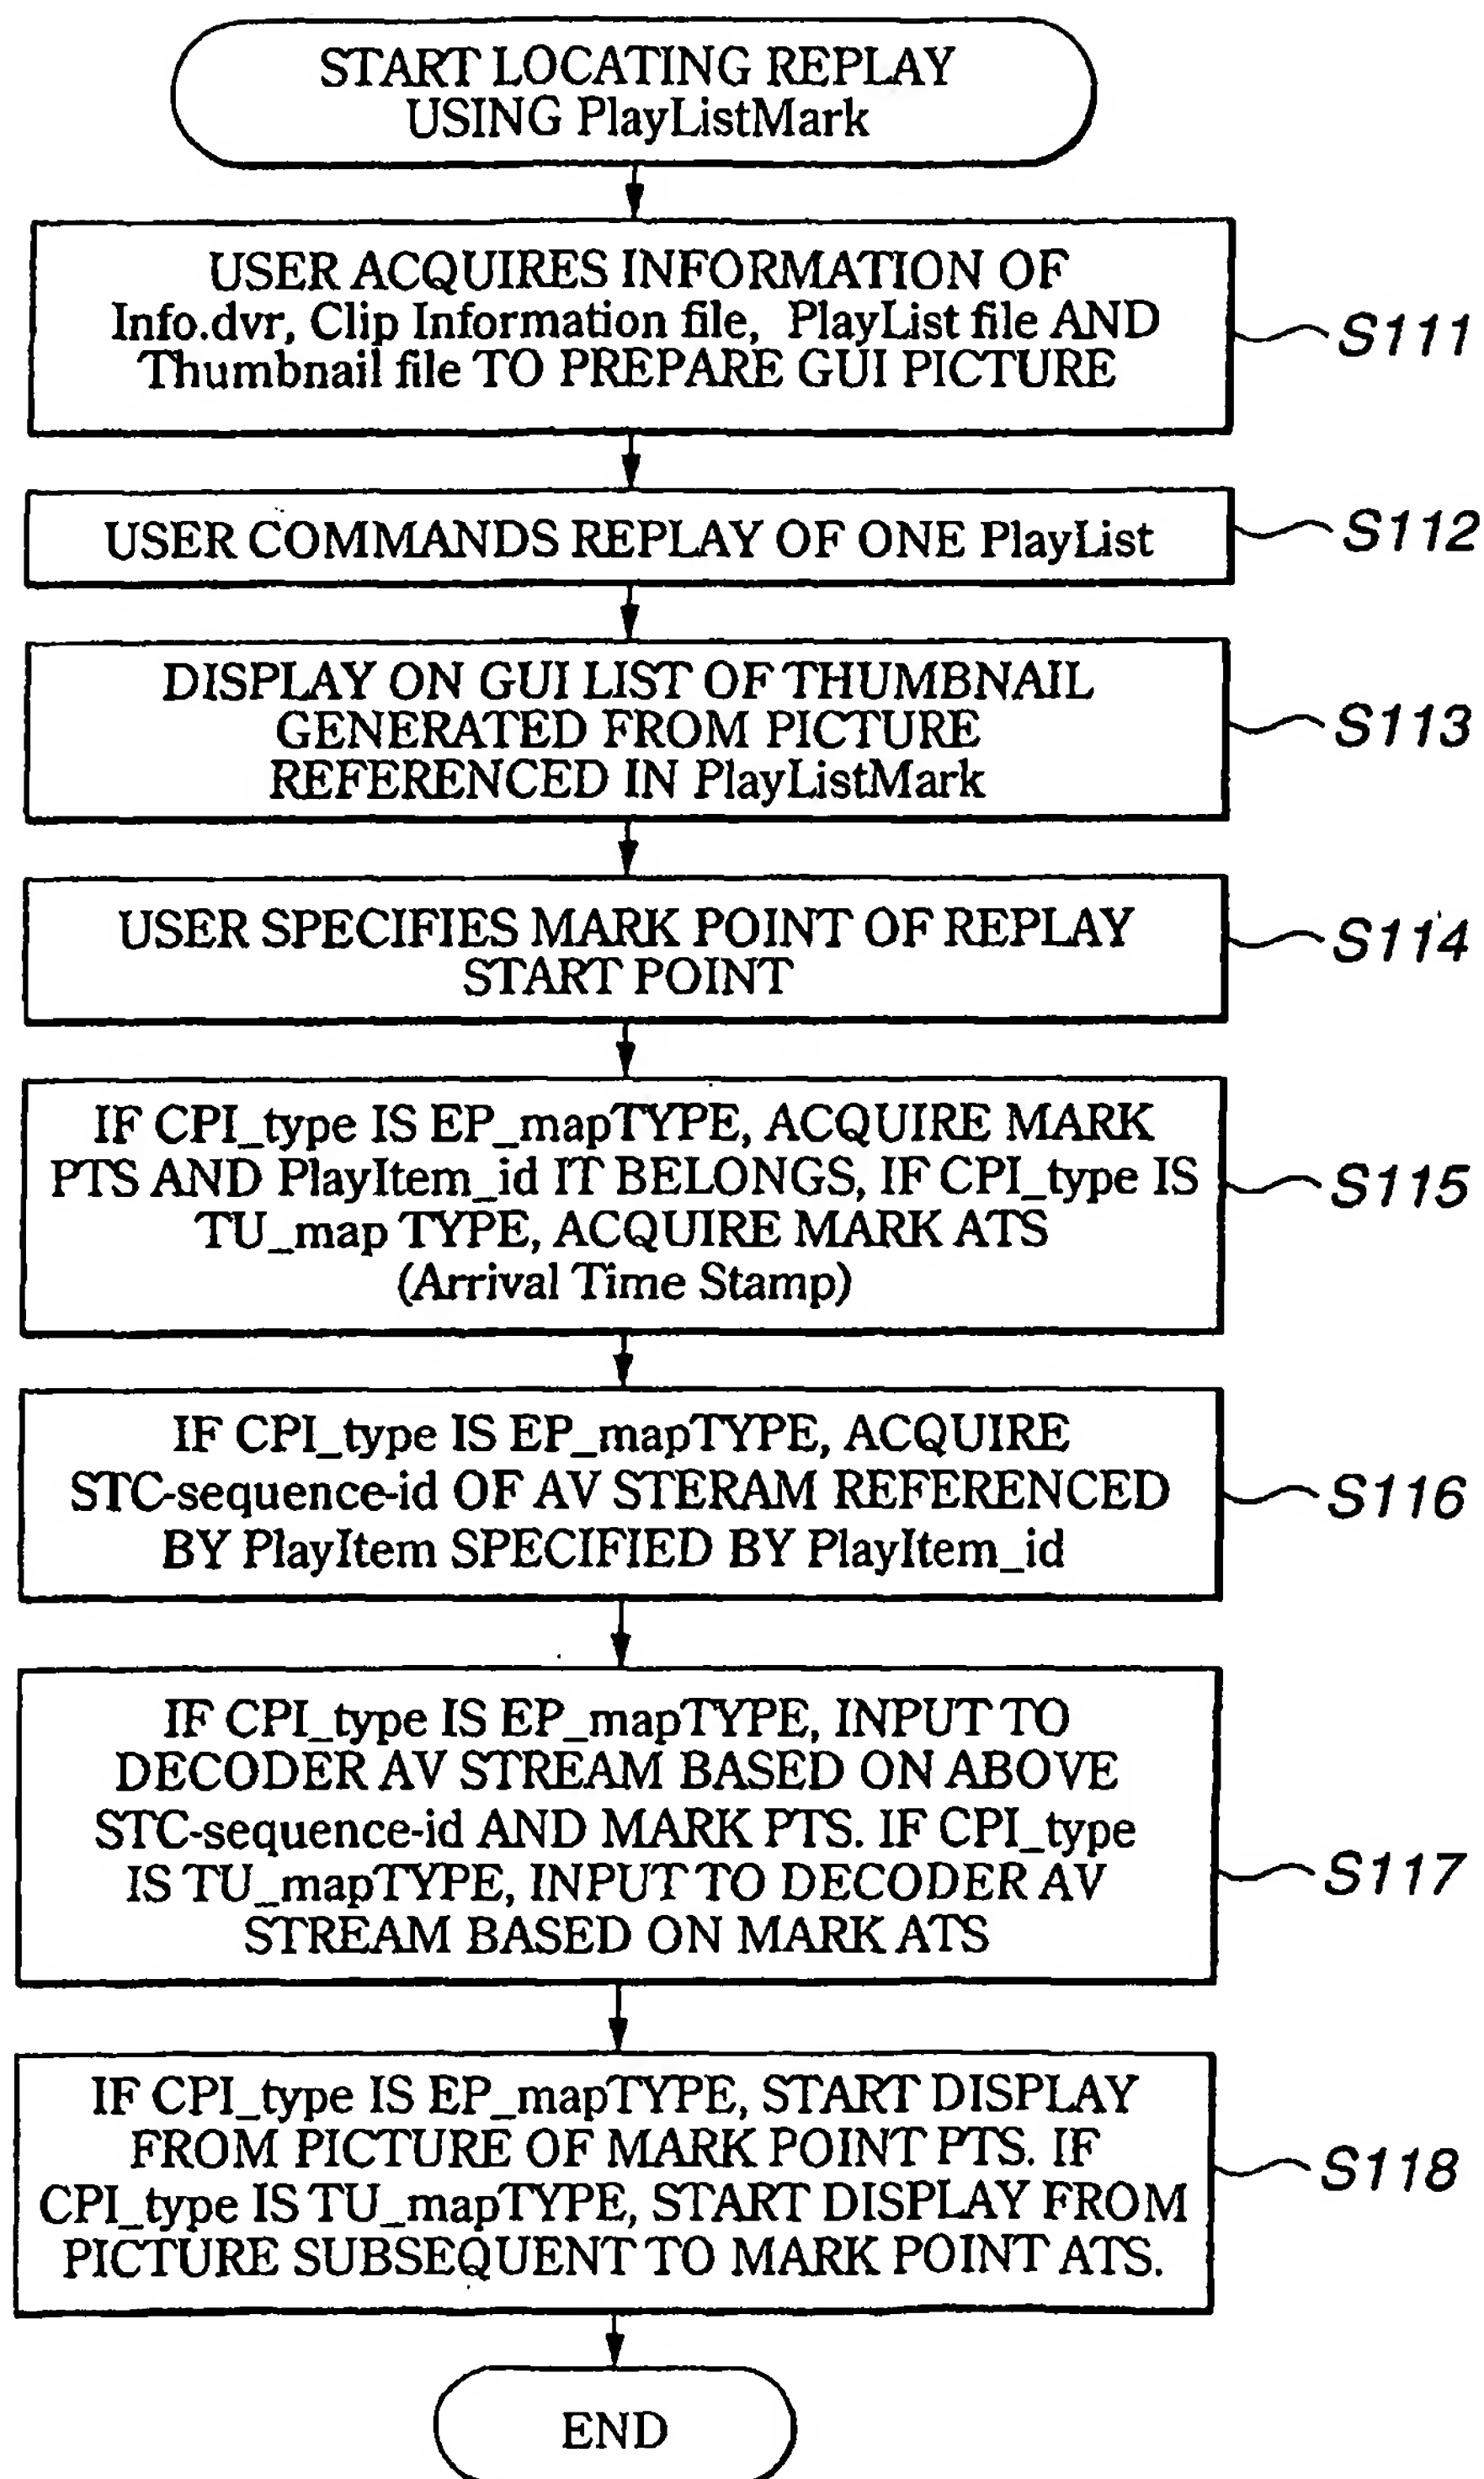 START LOCATING REPLAY
USING PlayListMark
USER ACQUIRES INFORMATION OF
Info.dvr, Clip Information file, PlayList file AND
Thumbnail file TO PREPARE GUI PICTURE
S111
USER COMMANDS REPLAY OF ONE PlayList
S112
DISPLAY ON GUI LIST OF THUMBNAIL
GENERATED FROM PICTURE
REFERENCED IN PlayListMark
S113
USER SPECIFIES MARK POINT OF REPLAY
START POINT
S114
IF CPI_type IS EP_mapTYPE, ACQUIRE MARK
PTS AND PlayItem_id IT BELONGS, IF CPI_type IS
TU_map TYPE, ACQUIRE MARK ATS
(Arrival Time Stamp)
S115
IF CPI_type IS EP_mapTYPE, ACQUIRE
STC-sequence-id OF AV STERAM REFERENCED
BY PlayItem SPECIFIED BY PlayItem_id
S116
IF CPI_type IS EP_mapTYPE, INPUT TO
DECODER AV STREAM BASED ON ABOVE
STC-sequence-id AND MARK PTS. IF CPI_type
IS TU_mapTYPE, INPUT TO DECODER AV
STREAM BASED ON MARK ATS
S117
IF CPI_type IS EP_mapTYPE, START DISPLAY
FROM PICTURE OF MARK POINT PTS. IF
CPI_type IS TU_mapTYPE, START DISPLAY FROM
PICTURE SUBSEQUENT TO MARK POINT ATS.
S118
END